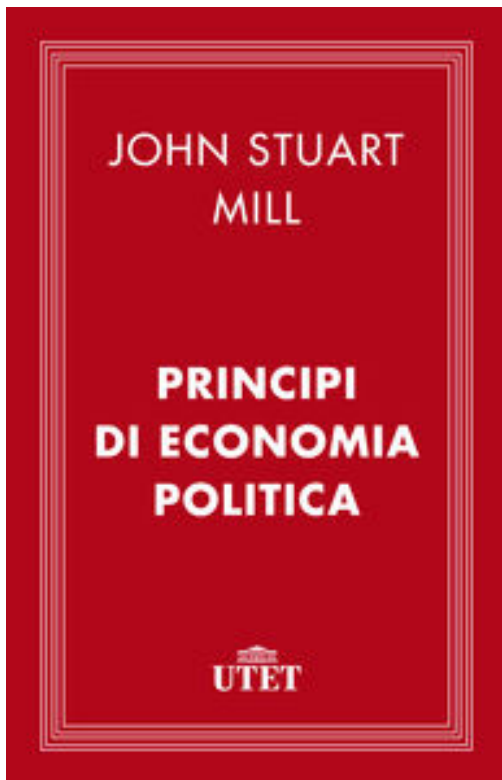 JOHN STUART
MILL
PRINCIPI
DI ECONOMIA
POLITICA
UTET